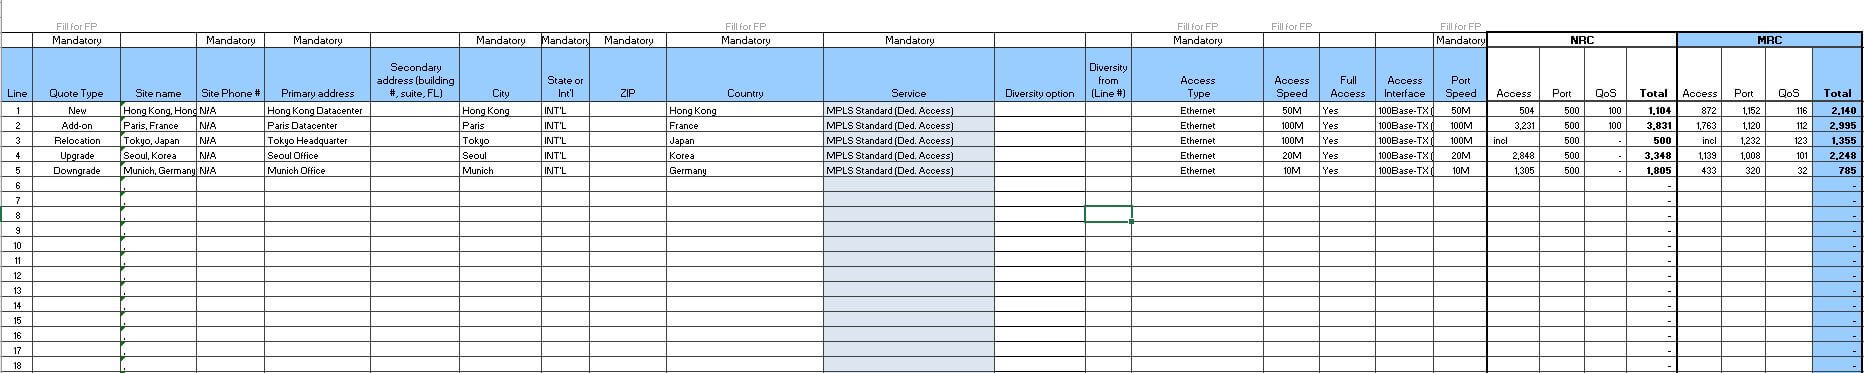 Fill for FP Fill for FP Fill for FP Fill for FP Fill for FP
Mandatory Mandatory Mandatory Mandatory Mandatory Mandatory Mandatory Mandatory Mandatory Mandatory NRC MRC
Line Quote Type Site name Site Phone # Primary address Secondary address (building #, suite, FL) City State or Int'l ZIP Country Service Diversity option Diversity from (Line #) Access Type Access Speed Full Access Access Interface Port Speed Access Port QoS Total Access Port QoS Total
1 New Hong Kong, Hong N/A Hong Kong Datacenter Hong Kong INT'L Hong Kong MPLS Standard (Ded. Access) Ethernet 50M Yes 100Base-TX ( 50M 504 500 100 1,104 872 1,152 116 2,140
2 Add-on Paris, France N/A Paris Datacenter Paris INT'L France MPLS Standard (Ded. Access) Ethernet 100M Yes 100Base-TX ( 100M 3,231 500 100 3,831 1,763 1,120 112 2,995
3 Relocation Tokyo, Japan N/A Tokyo Headquarter Tokyo INT'L Japan MPLS Standard (Ded. Access) Ethernet 100M Yes 100Base-TX ( 100M incl 500 - 500 incl 1,232 123 1,355
4 Upgrade Seoul, Korea N/A Seoul Office Seoul INT'L Korea MPLS Standard (Ded. Access) Ethernet 20M Yes 100Base-TX ( 20M 2,848 500 - 3,348 1,139 1,008 101 2,248
5 Downgrade Munich, Germany N/A Munich Office Munich INT'L Germany MPLS Standard (Ded. Access) Ethernet 10M Yes 100Base-TX ( 10M 1,305 500 - 1,805 433 320 32 785
6 , - -
7 , - -
8 , - -
9 , - -
10 , - -
11 , - -
12 , - -
13 , - -
14 , - -
15 , - -
16 , - -
17 , - -
18 , - -